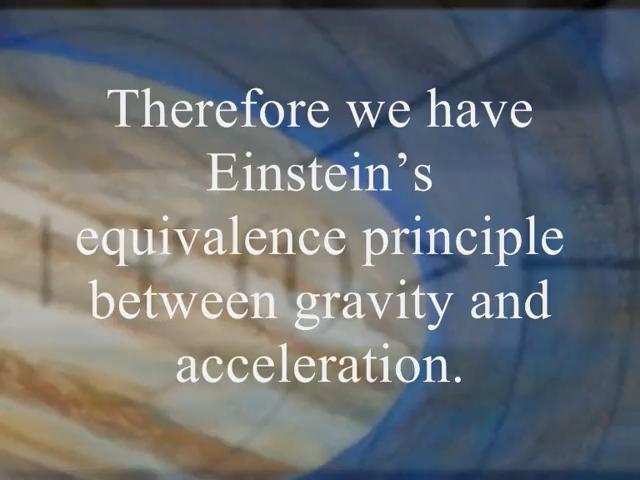 Therefore we have
Einstein’s
equivalence principle
between gravity and
acceleration.